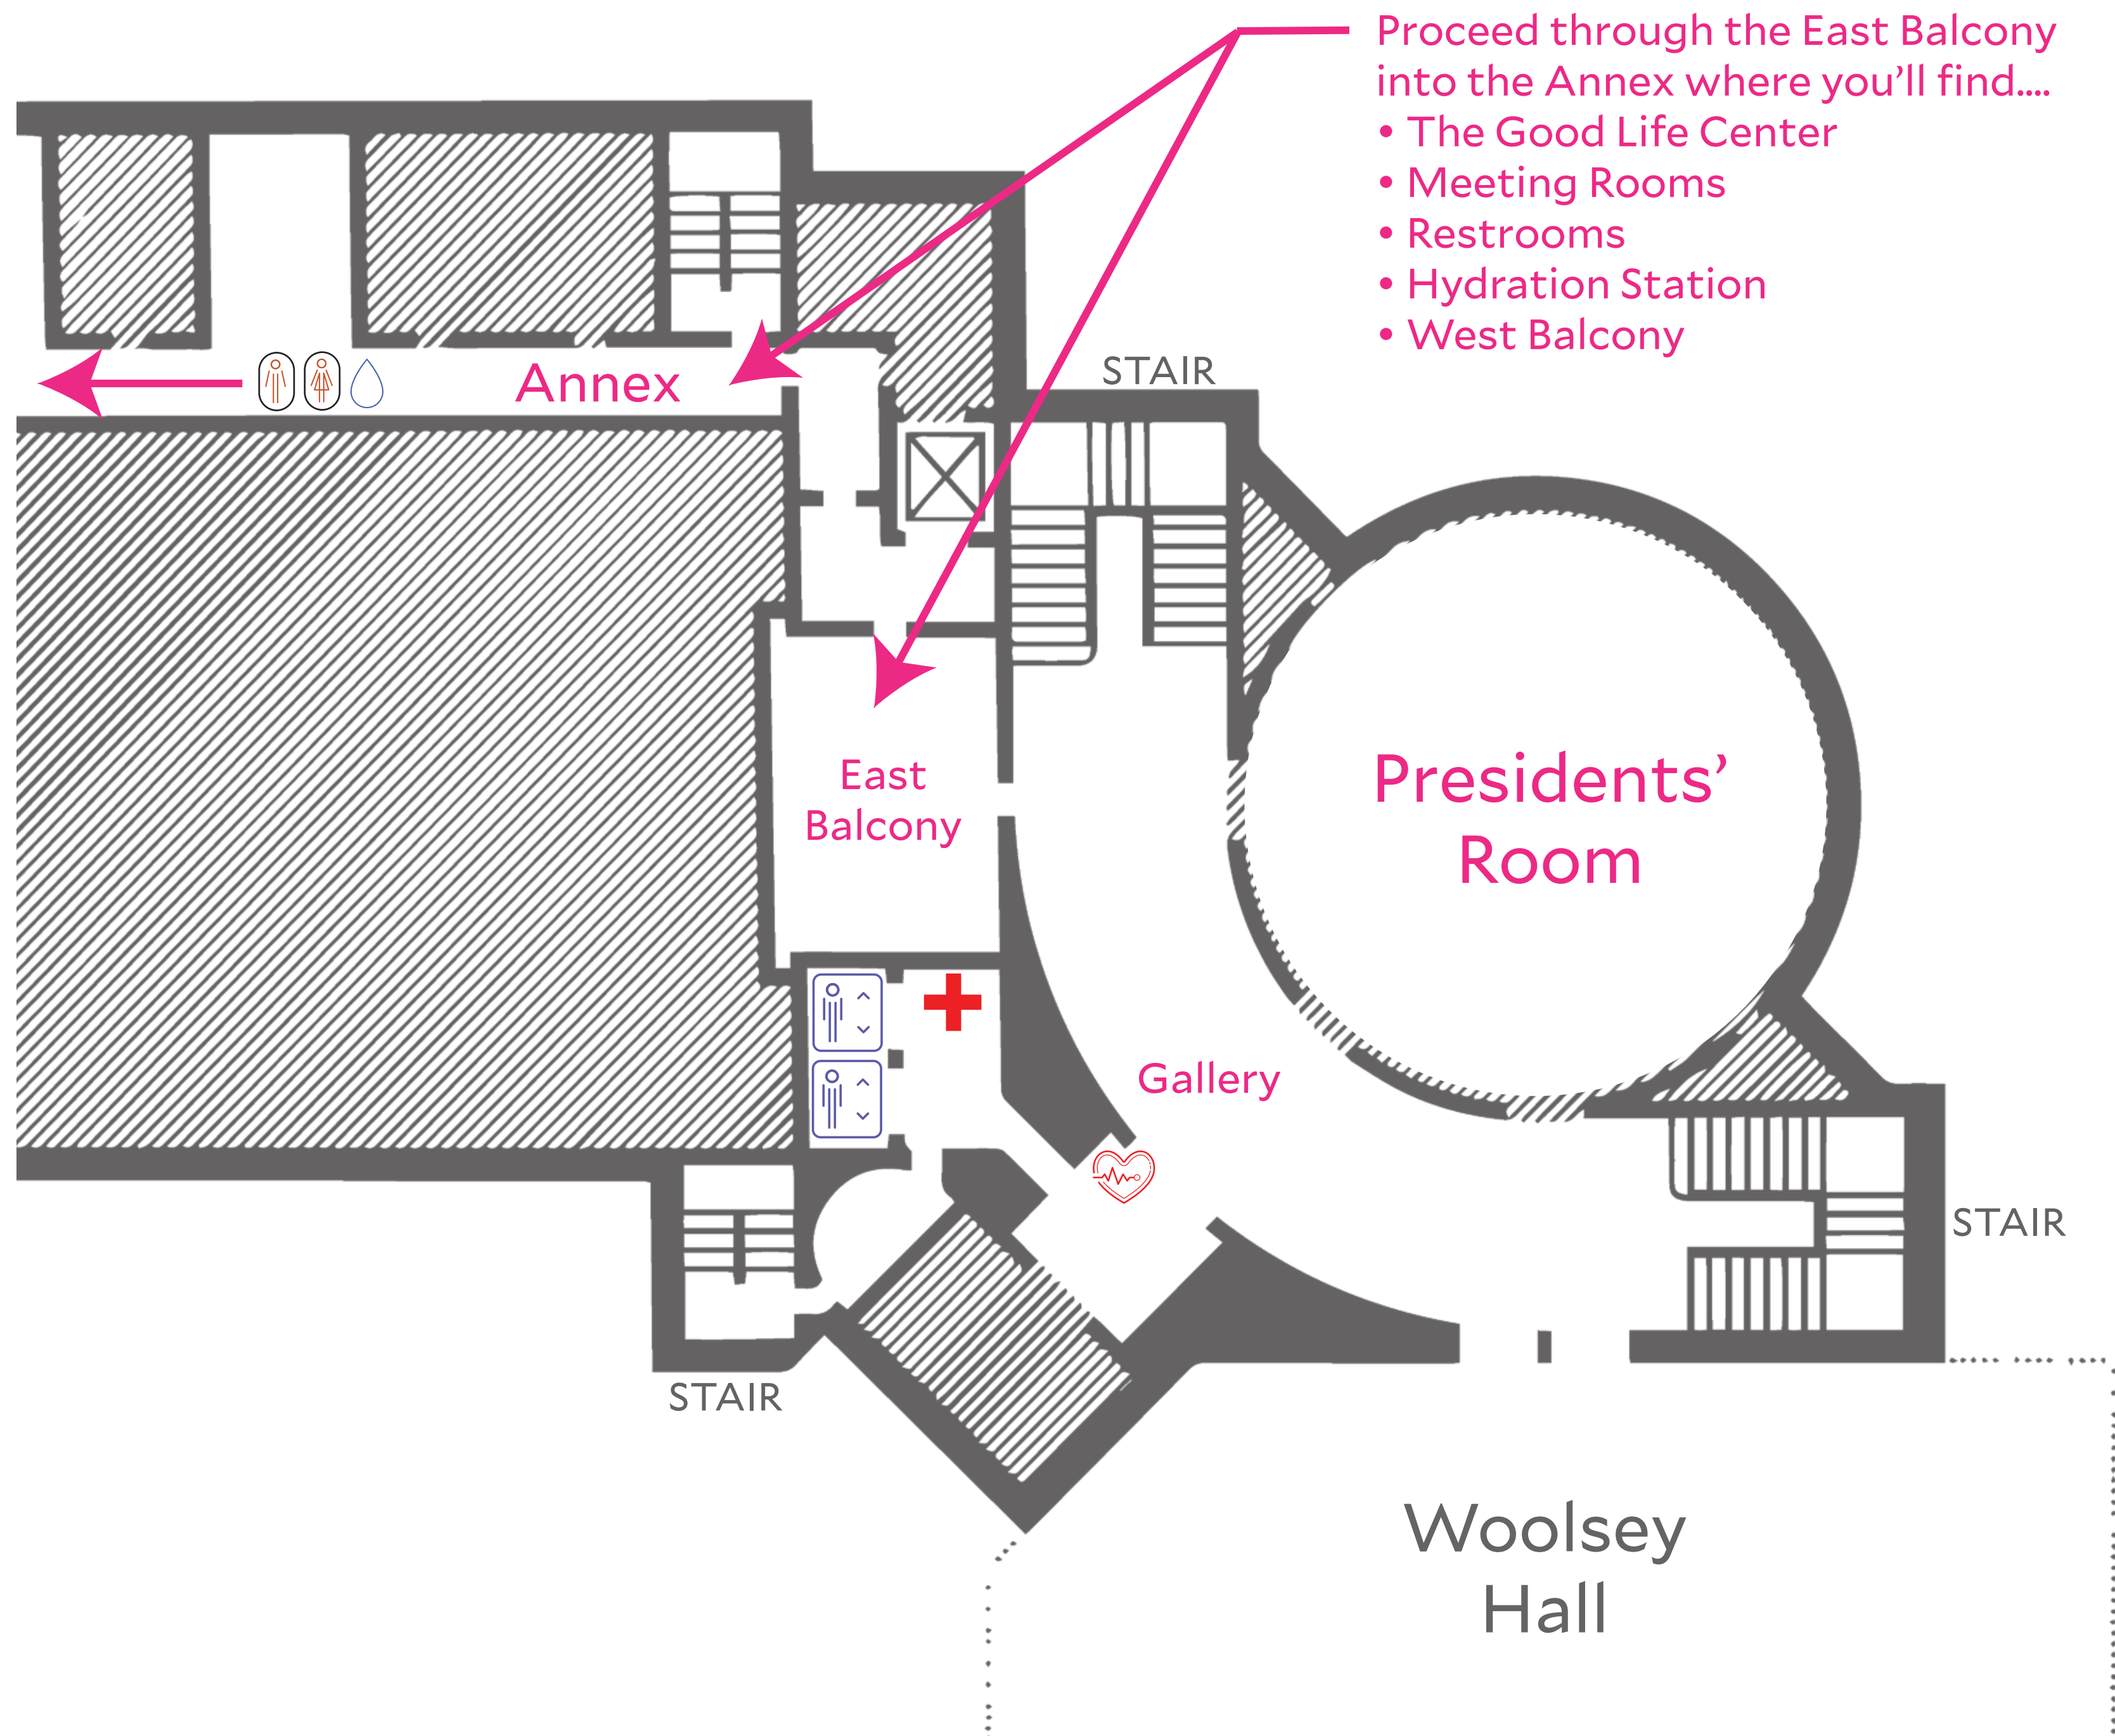 Proceed through the East Balcony
into the Annex where you’ll find....
• The Good Life Center
• Meeting Rooms
• Restrooms
• Hydration Station
• West Balcony
STAIR
Annex
East
Balcony
Presidents’
Room
Gallery
STAIR
STAIR
Woolsey
Hall